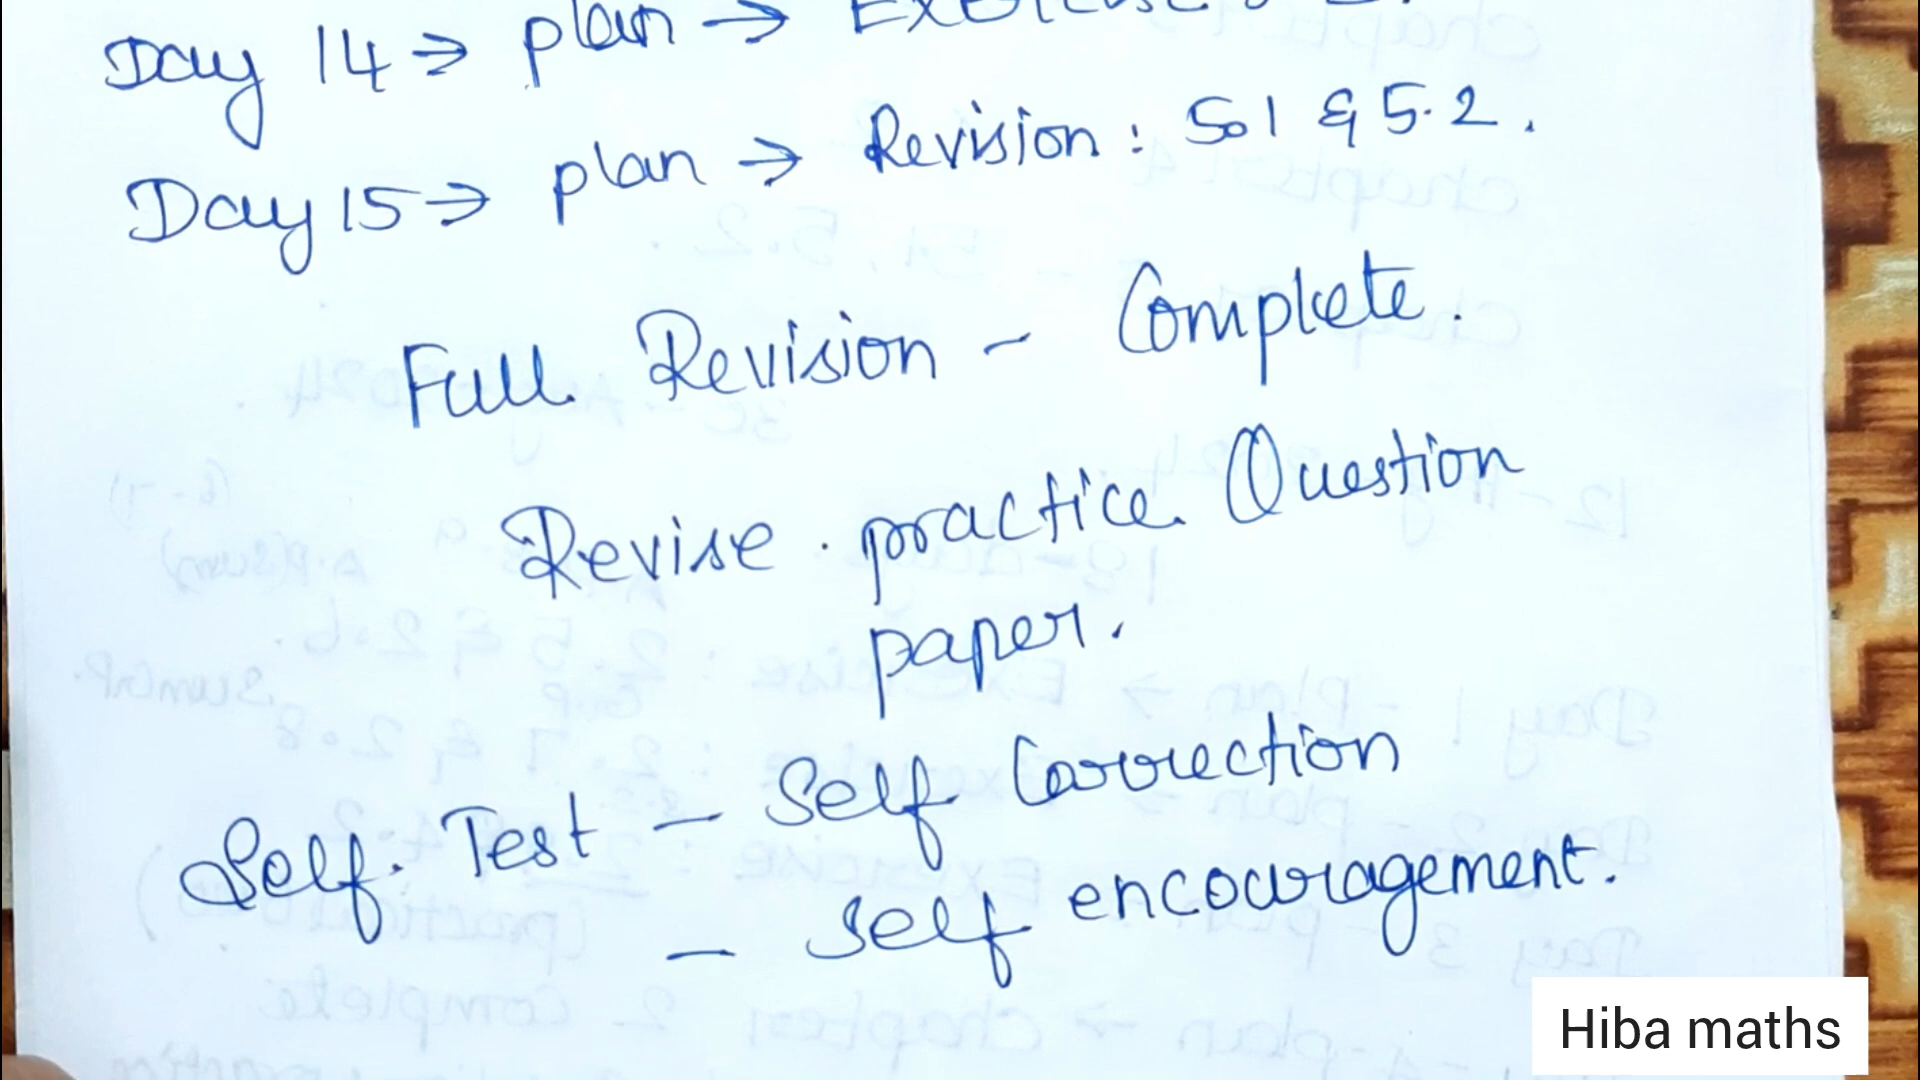 Day 14 → plan → Exercise
Day 15 → plan → Revision : 5.1 & 5.2.
Full Revision - Complete.
Revise practice Question
paper.
Self Test - Self Correction
- self encouragement.
Hiba maths